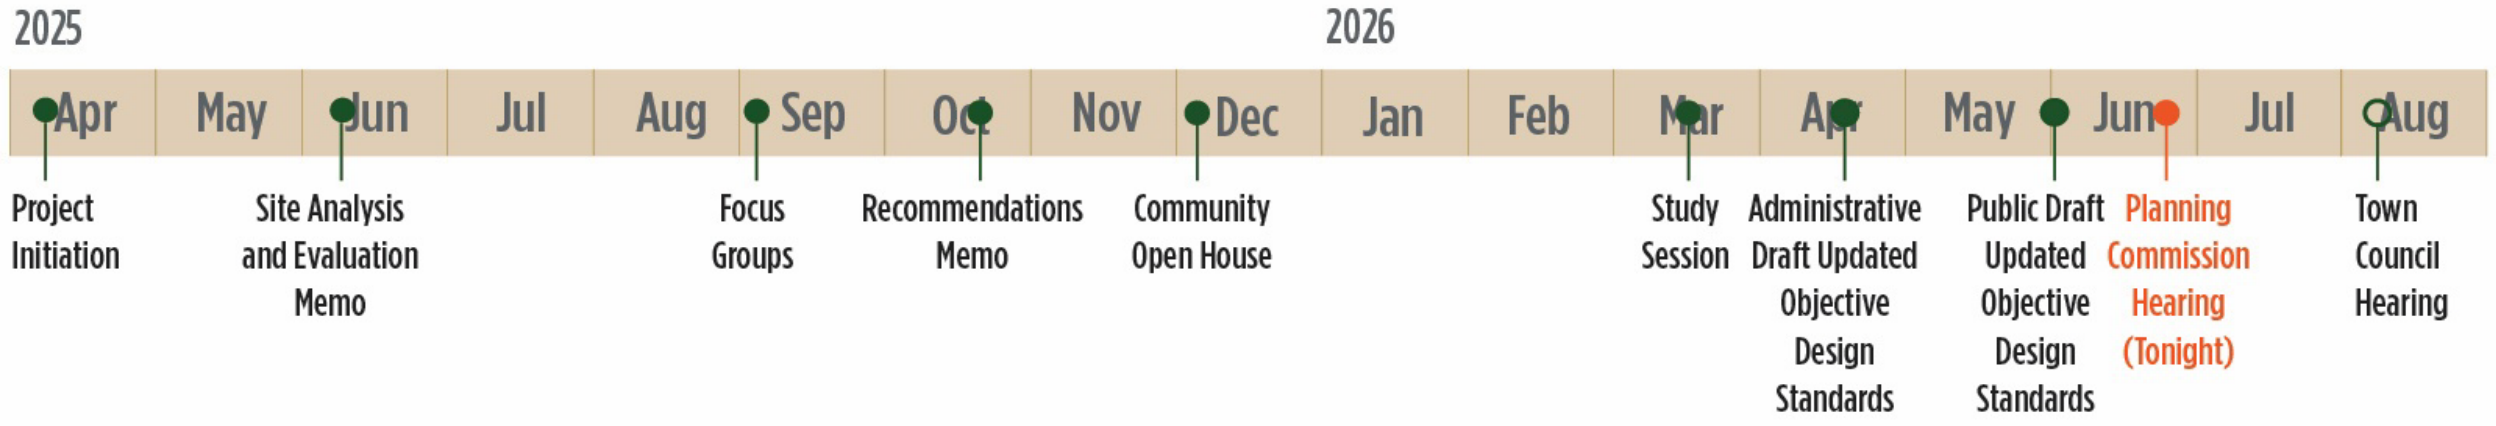 2025
2026
Apr
May
Jun
Jul
Aug
Sep
Oct
Nov
Dec
Jan
Feb
Mar
Apr
May
Jun
Jul
Aug
Project
Initiation
Site Analysis
and Evaluation
Memo
Focus
Groups
Recommendations
Memo
Community
Open House
Study
Session
Administrative
Draft Updated
Objective
Design
Standards
Public Draft
Updated
Objective
Design
Standards
Planning
Commission
Hearing
(Tonight)
Town
Council
Hearing